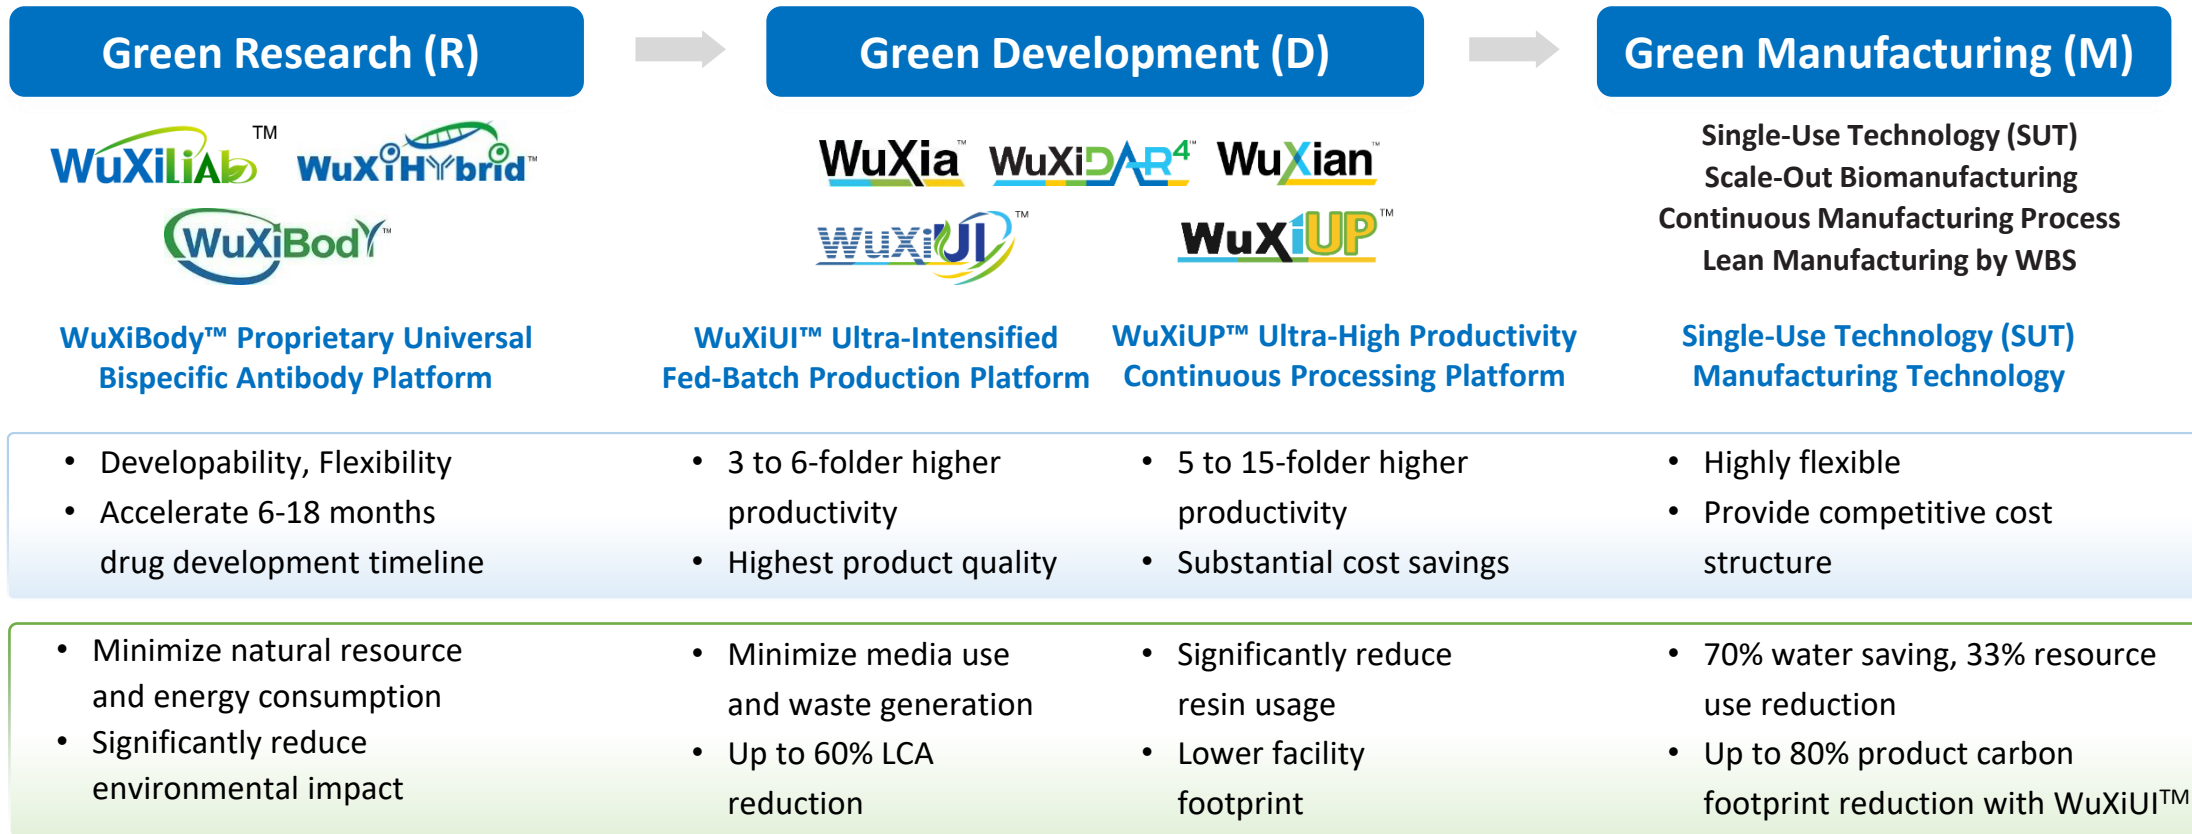 Green Research (R)
Green Development (D)
Green Manufacturing (M)
WuXiLiAb™
WuXiHYbrid™
WuXiBodY™
WuXia™
WuXiDAR4™
WuXian™
WuXiUI™
WuXiUP™
Single-Use Technology (SUT)
Scale-Out Biomanufacturing
Continuous Manufacturing Process
Lean Manufacturing by WBS
WuXiBody™ Proprietary Universal
Bispecific Antibody Platform
WuXiUI™ Ultra-Intensified
Fed-Batch Production Platform
WuXiUP™ Ultra-High Productivity
Continuous Processing Platform
Single-Use Technology (SUT)
Manufacturing Technology
• Developability, Flexibility
• Accelerate 6-18 months
drug development timeline
• 3 to 6-folder higher
productivity
• Highest product quality
• 5 to 15-folder higher
productivity
• Substantial cost savings
• Highly flexible
• Provide competitive cost
structure
• Minimize natural resource
and energy consumption
• Significantly reduce
environmental impact
• Minimize media use
and waste generation
• Up to 60% LCA
reduction
• Significantly reduce
resin usage
• Lower facility
footprint
• 70% water saving, 33% resource
use reduction
• Up to 80% product carbon
footprint reduction with WuXiUI™